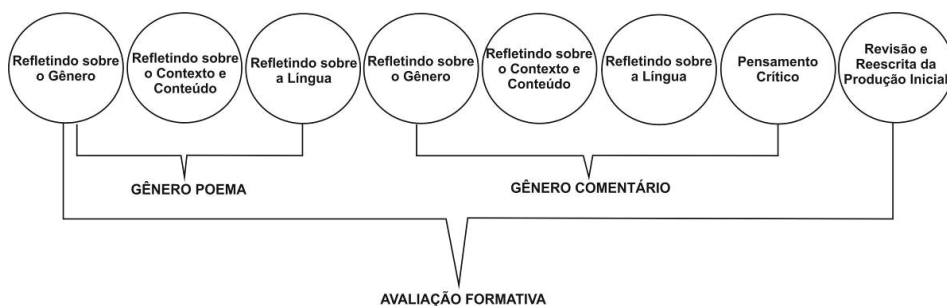 Refletindo sobre
o Gênero
Refletindo sobre
o Contexto e
Conteúdo
Refletindo sobre
a Língua
Refletindo sobre
o Gênero
Refletindo sobre
o Contexto e
Conteúdo
Refletindo sobre
a Língua
Pensamento
Crítico
Revisão e
Reescrita da
Produção Inicial
GÊNERO POEMA
GÊNERO COMENTÁRIO
AVALIAÇÃO FORMATIVA